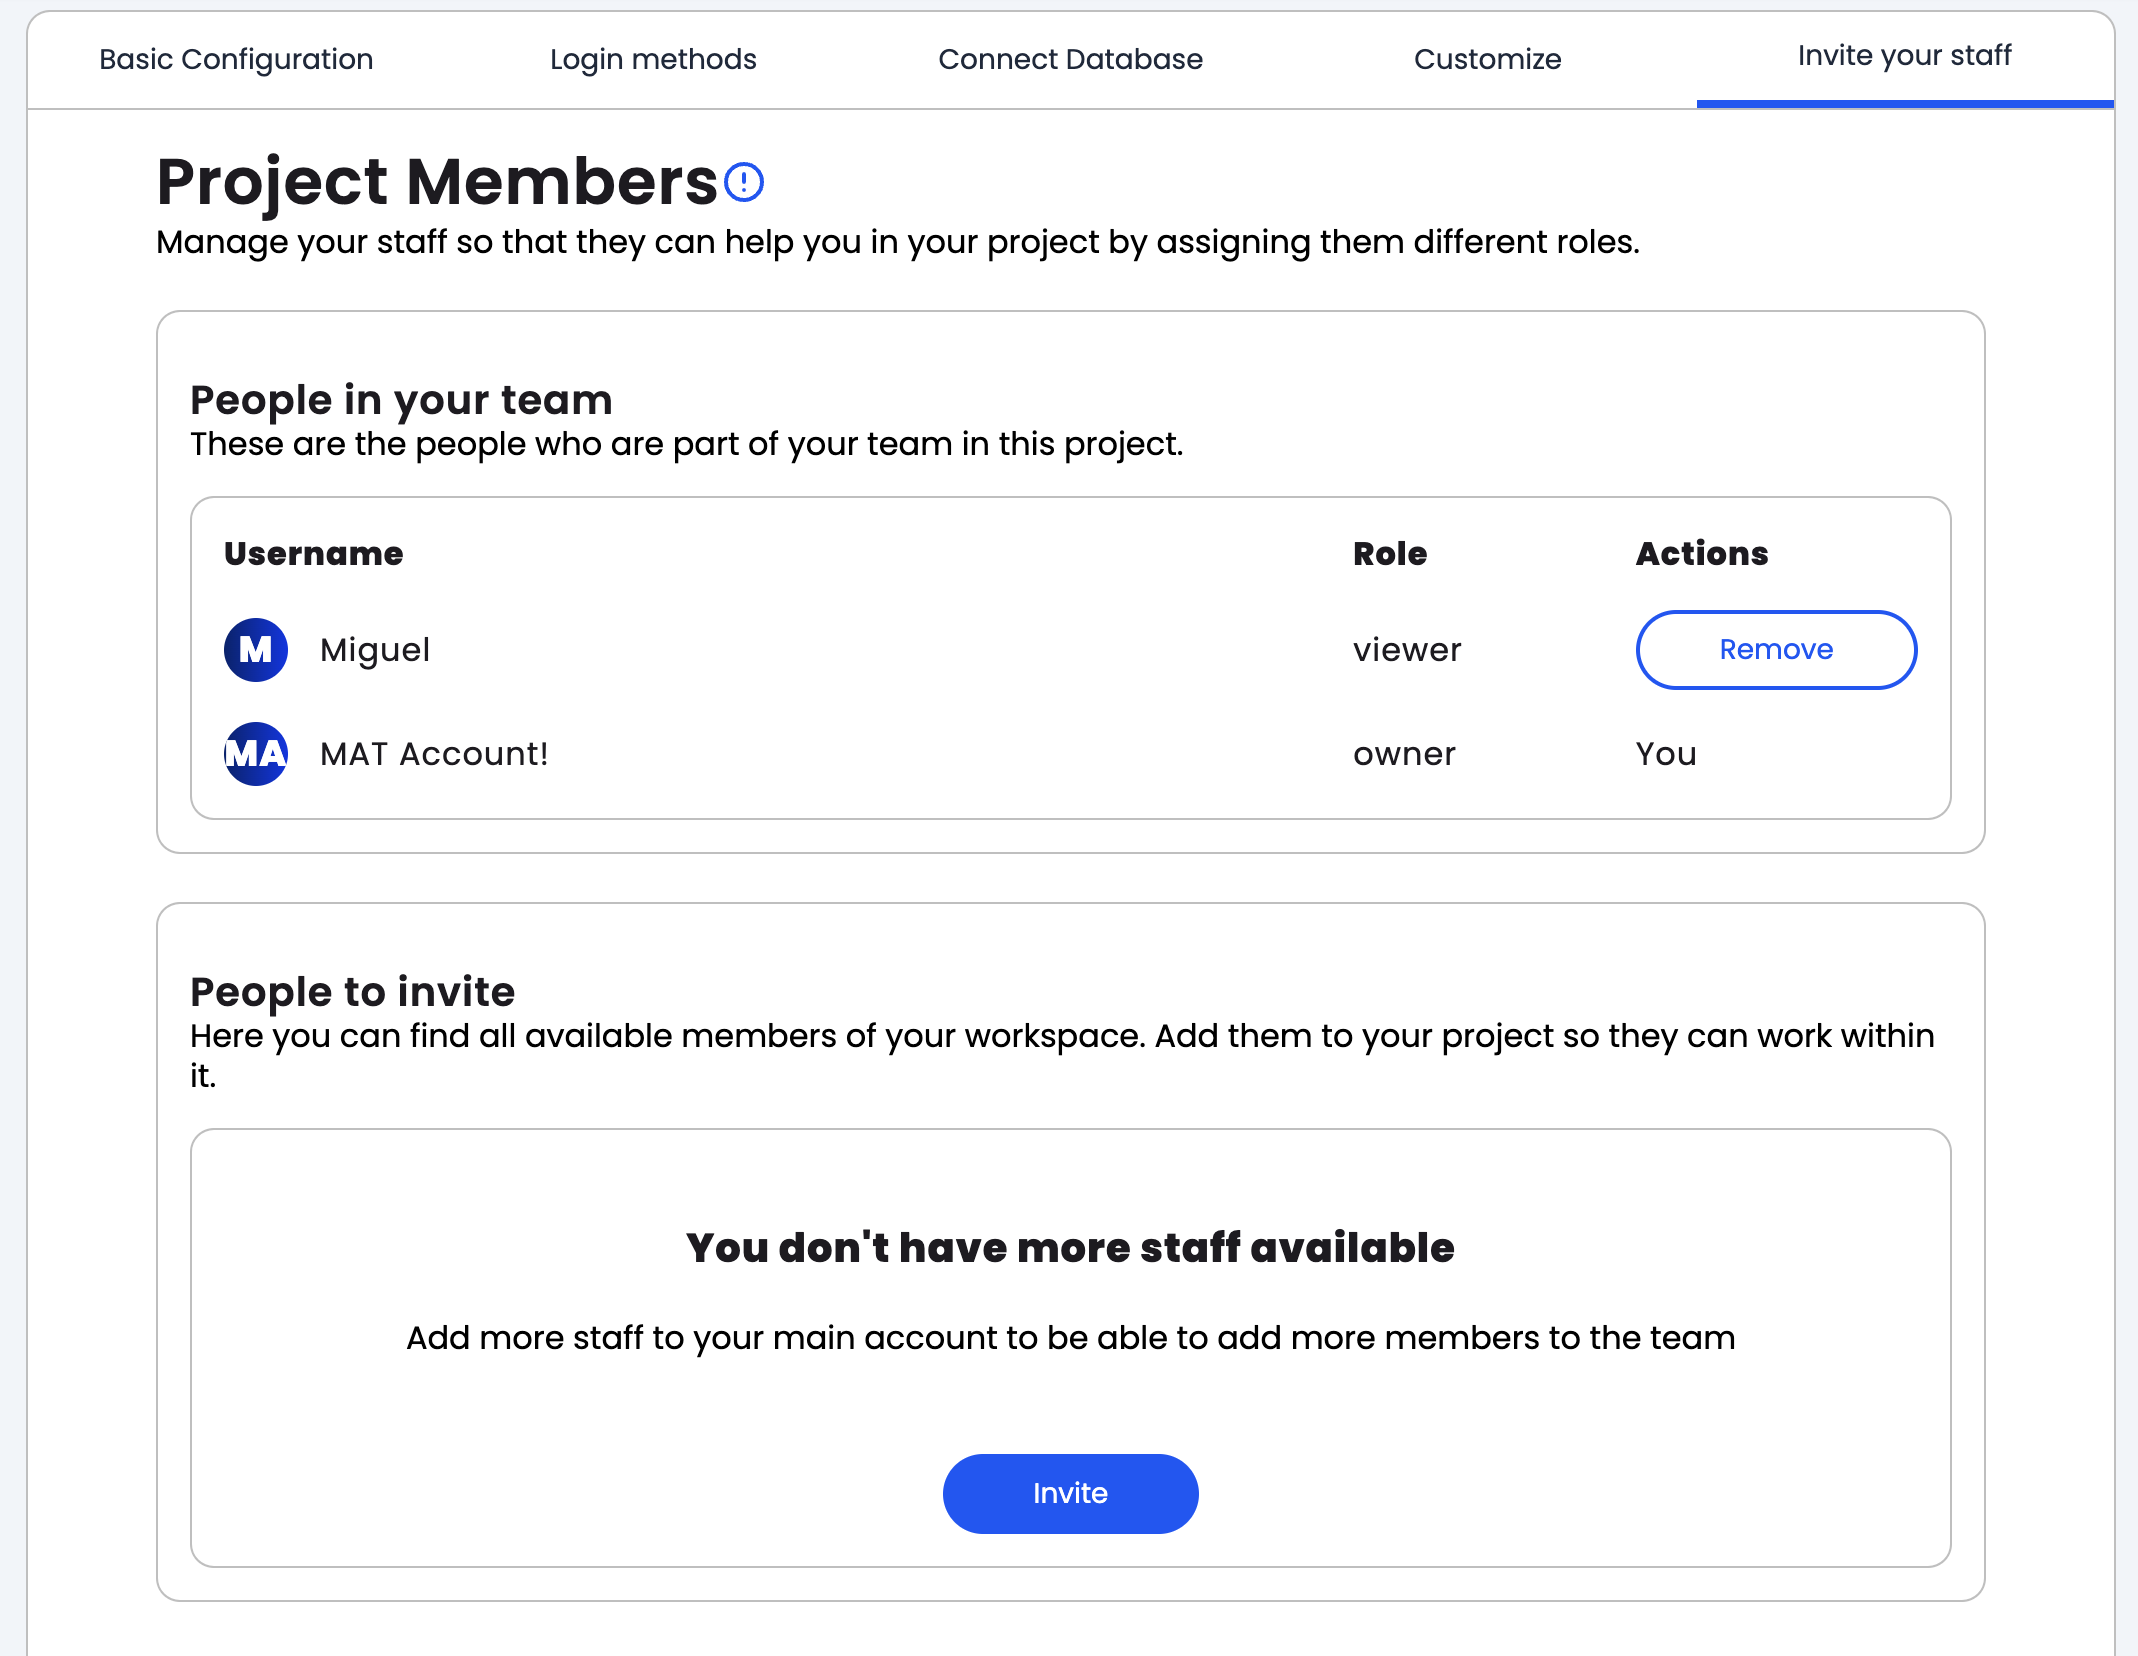 Basic Configuration
Login methods
Connect Database
Customize
Invite your staff
Project Members
Manage your staff so that they can help you in your project by assigning them different roles.
People in your team
These are the people who are part of your team in this project.
Username Role Actions
M Miguel viewer Remove
MA MAT Account! owner You
People to invite
Here you can find all available members of your workspace. Add them to your project so they can work within
it.
You don't have more staff available
Add more staff to your main account to be able to add more members to the team
Invite